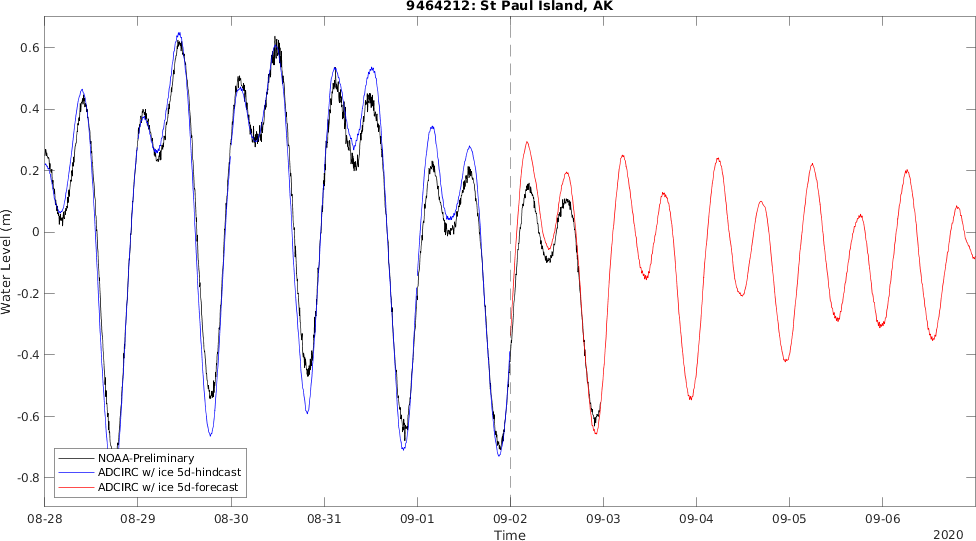 9464212: St Paul Island, AK
0.6
0.4
0.2
0
-0.2
-0.4
-0.6
-0.8
Water Level (m)
NOAA-Preliminary
ADCIRC w/ ice 5d-hindcast
ADCIRC w/ ice 5d-forecast
08-28 08-29 08-30 08-31 09-01 09-02 09-03 09-04 09-05 09-06
Time
2020